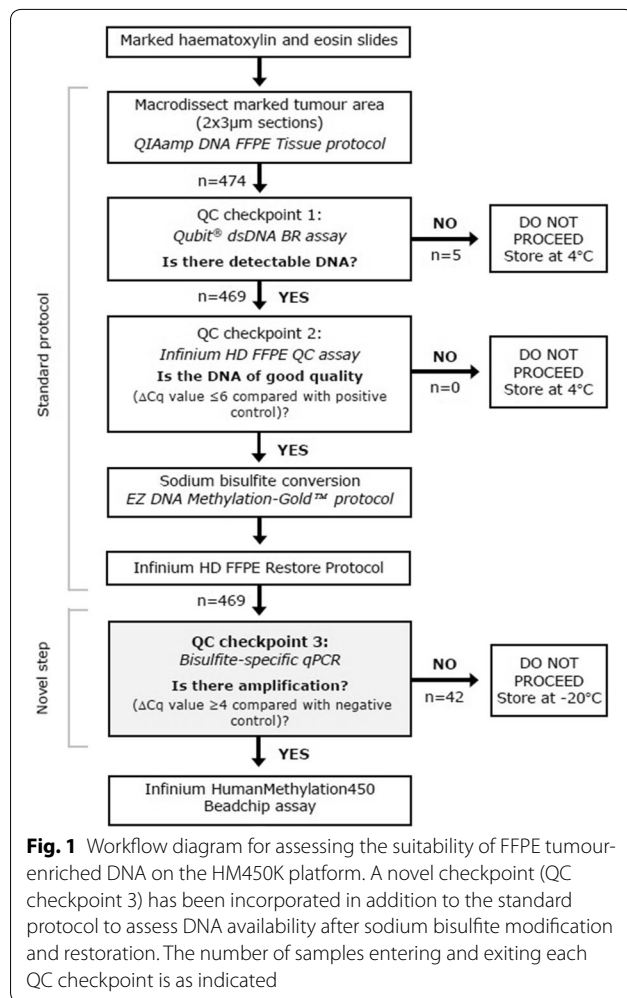 Marked haematoxylin and eosin slides
Macrodissect marked tumour area
(2x3µm sections)
QIAamp DNA FFPE Tissue protocol
n=474
QC checkpoint 1:
Qubit® dsDNA BR assay
Is there detectable DNA?
NO
n=5
DO NOT
PROCEED
Store at 4°C
n=469 YES
QC checkpoint 2:
Infinium HD FFPE QC assay
Is the DNA of good quality
(ΔCq value ≤6 compared with positive
control)?
NO
n=0
DO NOT
PROCEED
Store at 4°C
YES
Sodium bisulfite conversion
EZ DNA Methylation-Gold™ protocol
Infinium HD FFPE Restore Protocol
Standard protocol
n=469
QC checkpoint 3:
Bisulfite-specific qPCR
Is there amplification?
(ΔCq value ≥4 compared with negative
control)?
NO
n=42
DO NOT
PROCEED
Store at -20°C
Novel step
YES
Infinium HumanMethylation450
Beadchip assay
Fig. 1 Workflow diagram for assessing the suitability of FFPE tumour-
enriched DNA on the HM450K platform. A novel checkpoint (QC
checkpoint 3) has been incorporated in addition to the standard
protocol to assess DNA availability after sodium bisulfite modification
and restoration. The number of samples entering and exiting each
QC checkpoint is as indicated